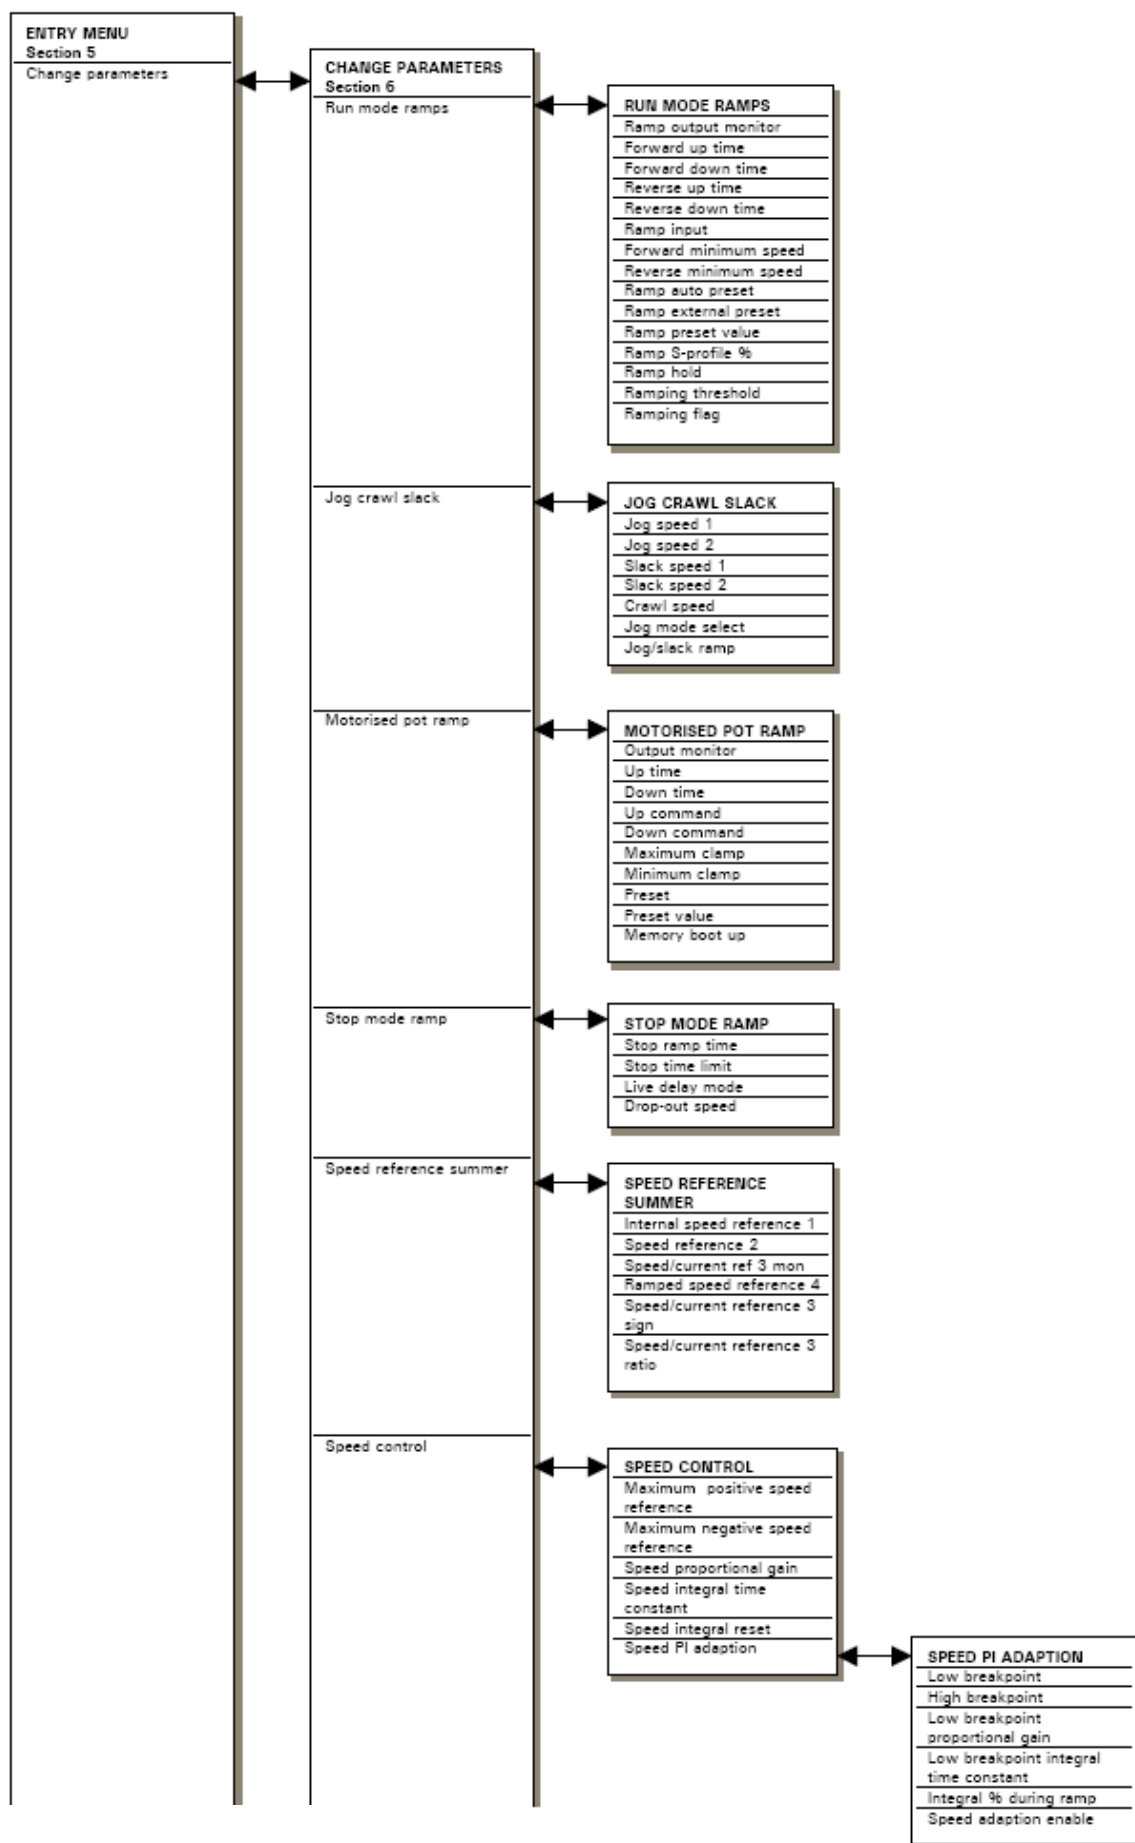 ENTRY MENU
Section 5
Change parameters
CHANGE PARAMETERS
Section 6
Run mode ramps
RUN MODE RAMPS
Ramp output monitor
Forward up time
Forward down time
Reverse up time
Reverse down time
Ramp input
Forward minimum speed
Reverse minimum speed
Ramp auto preset
Ramp external preset
Ramp preset value
Ramp S-profile %
Ramp hold
Ramping threshold
Ramping flag
Jog crawl slack
JOG CRAWL SLACK
Jog speed 1
Jog speed 2
Slack speed 1
Slack speed 2
Crawl speed
Jog mode select
Jog/slack ramp
Motorised pot ramp
MOTORISED POT RAMP
Output monitor
Up time
Down time
Up command
Down command
Maximum clamp
Minimum clamp
Preset
Preset value
Memory boot up
Stop mode ramp
STOP MODE RAMP
Stop ramp time
Stop time limit
Live delay mode
Drop-out speed
Speed reference summer
SPEED REFERENCE
SUMMER
Internal speed reference 1
Speed reference 2
Speed/current ref 3 mon
Ramped speed reference 4
Speed/current reference 3
sign
Speed/current reference 3
ratio
Speed control
SPEED CONTROL
Maximum positive speed
reference
Maximum negative speed
reference
Speed proportional gain
Speed integral time
constant
Speed integral reset
Speed PI adaption
SPEED PI ADAPTION
Low breakpoint
High breakpoint
Low breakpoint
proportional gain
Low breakpoint integral
time constant
Integral % during ramp
Speed adaption enable